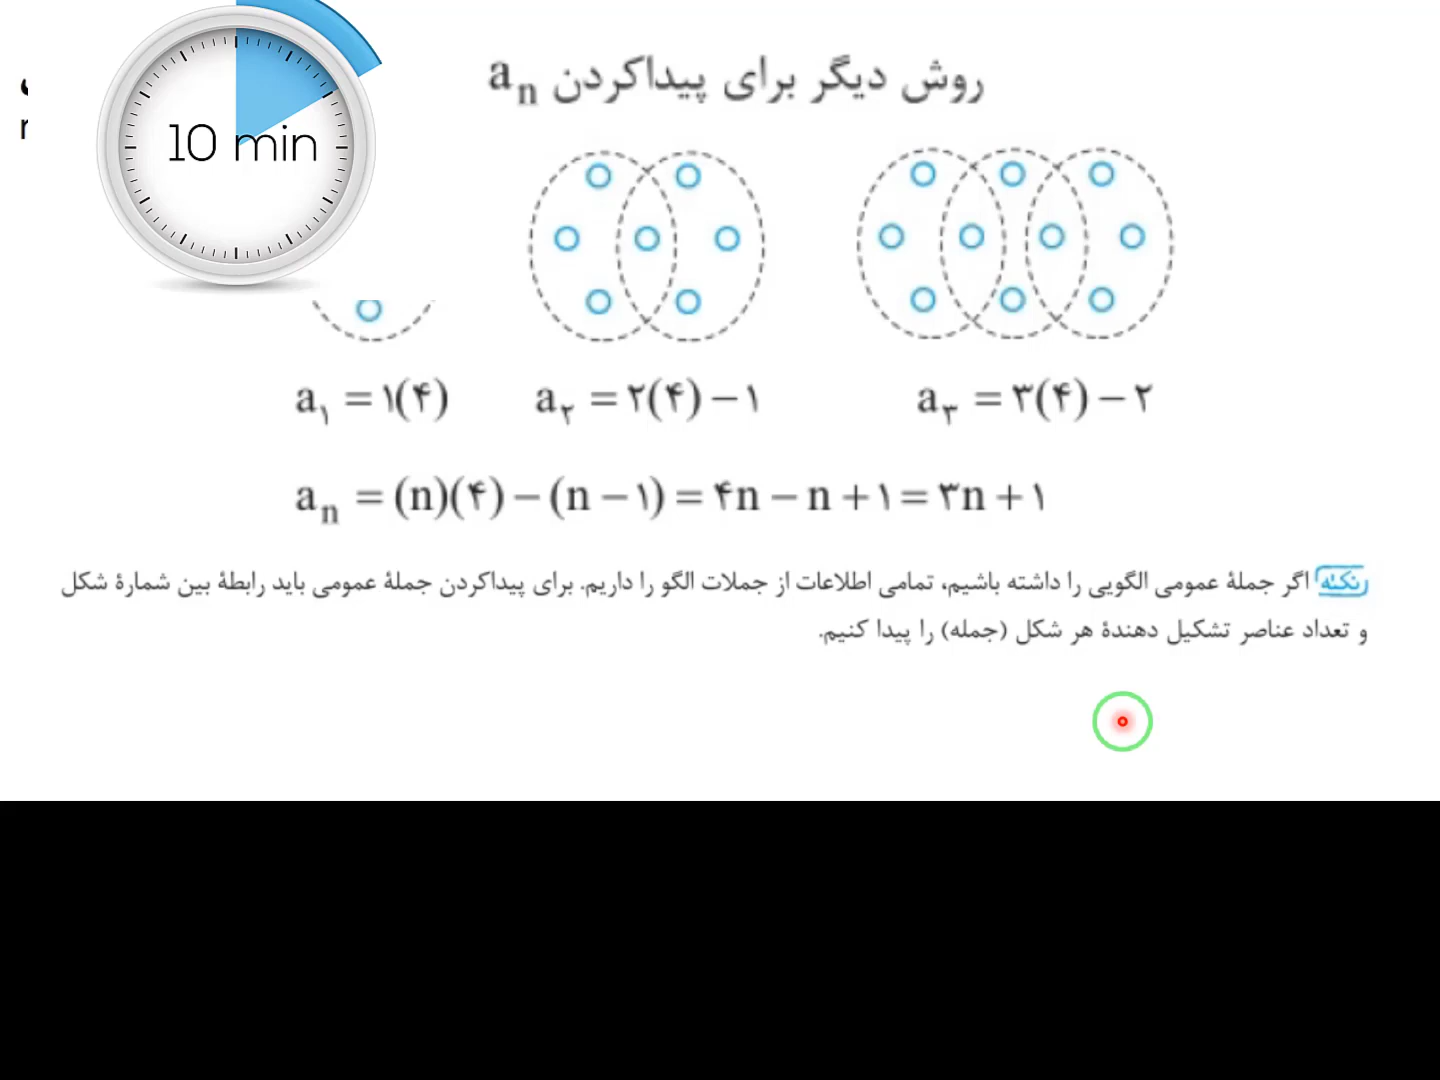 روش دیگر برای پیداکردن aₙ
10 min
a₁ = ۱(۴)
a₂ = ۲(۴) − ۱
a₃ = ۳(۴) − ۲
aₙ = (n)(۴) − (n − ۱) = ۴n − n + ۱ = ۳n + ۱
نکته اگر جملهٔ عمومی الگویی را داشته باشیم، تمامی اطلاعات از جملات الگو را داریم. برای پیداکردن جملهٔ عمومی باید رابطهٔ بین شمارهٔ شکل
و تعداد عناصر تشکیل دهندهٔ هر شکل (جمله) را پیدا کنیم.